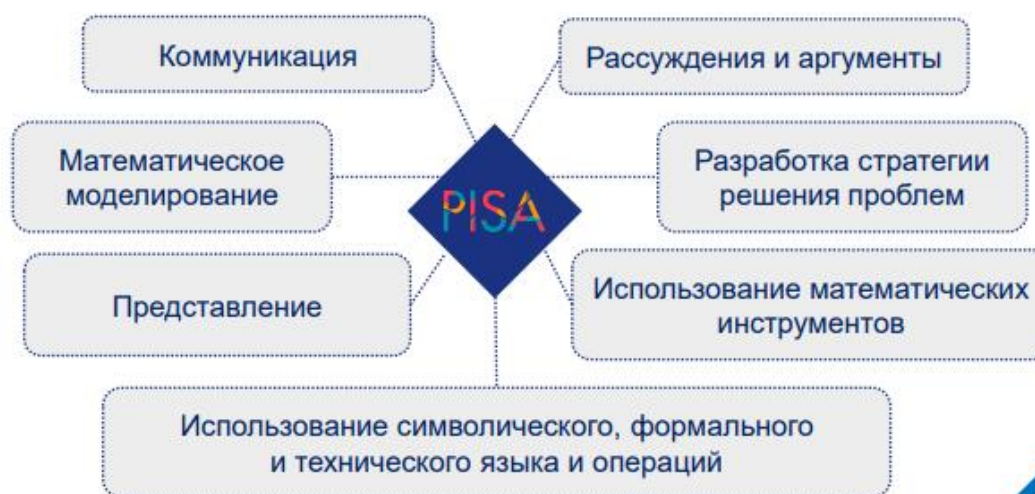 Коммуникация
Рассуждения и аргументы
Математическое
моделирование
PISA
Разработка стратегии
решения проблем
Представление
Использование математических
инструментов
Использование символического, формального
и технического языка и операций